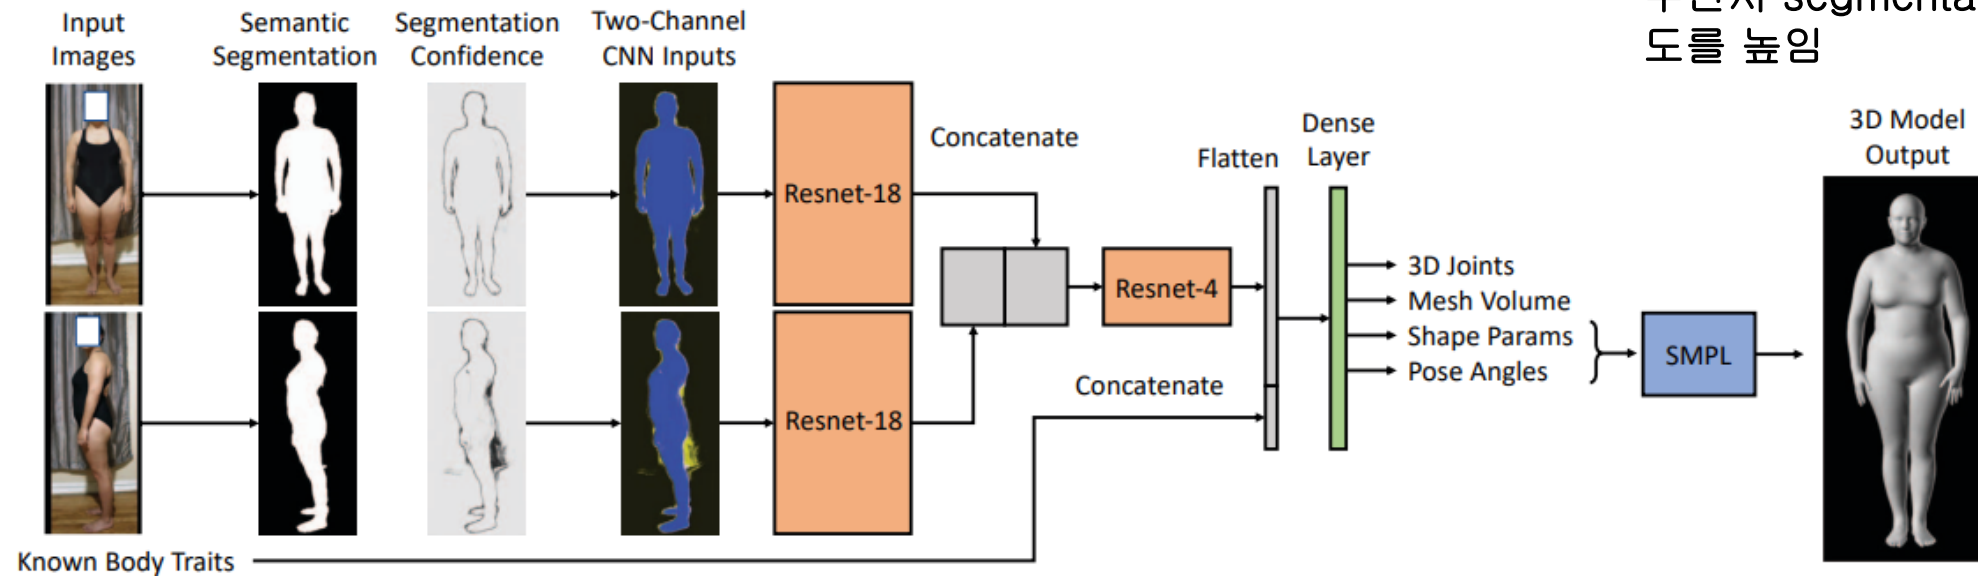 Input
Images
Semantic
Segmentation
Segmentation
Confidence
Two-Channel
CNN Inputs
도를 높임
Resnet-18
Concatenate
Flatten
Dense
Layer
3D Model
Output
Resnet-4
3D Joints
Mesh Volume
Shape Params
Pose Angles
SMPL
Concatenate
Resnet-18
Known Body Traits